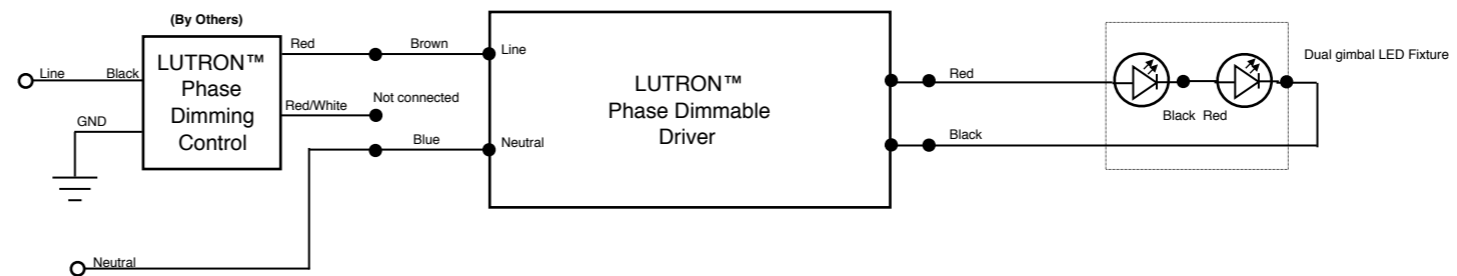 (By Others)
Line
Black
GND
LUTRON™
Phase
Dimming
Control
Red
Brown
Red/White
Not connected
Blue
Neutral
Line
Neutral
LUTRON™
Phase Dimmable
Driver
Red
Black
Black Red
Dual gimbal LED Fixture